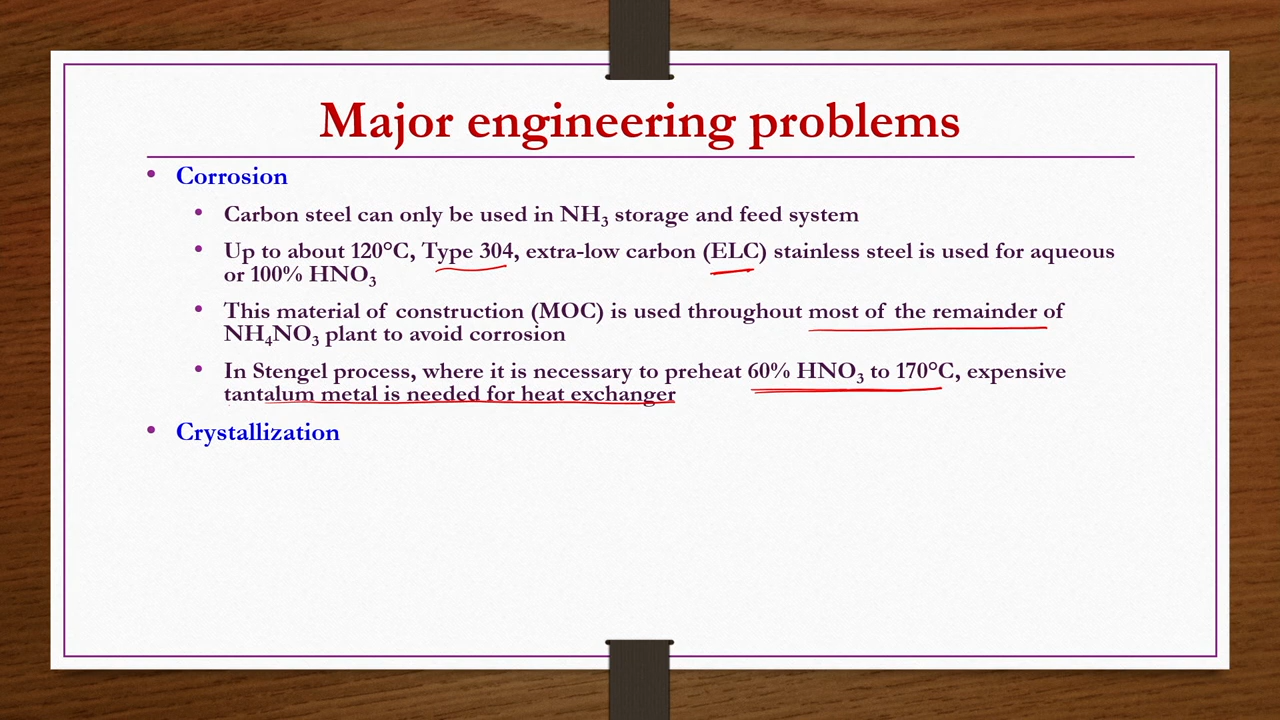 Major engineering problems
• Corrosion
• Carbon steel can only be used in NH₃ storage and feed system
• Up to about 120°C, Type 304, extra-low carbon (ELC) stainless steel is used for aqueous
or 100% HNO₃
• This material of construction (MOC) is used throughout most of the remainder of
NH₄NO₃ plant to avoid corrosion
• In Stengel process, where it is necessary to preheat 60% HNO₃ to 170°C, expensive
tantalum metal is needed for heat exchanger
• Crystallization